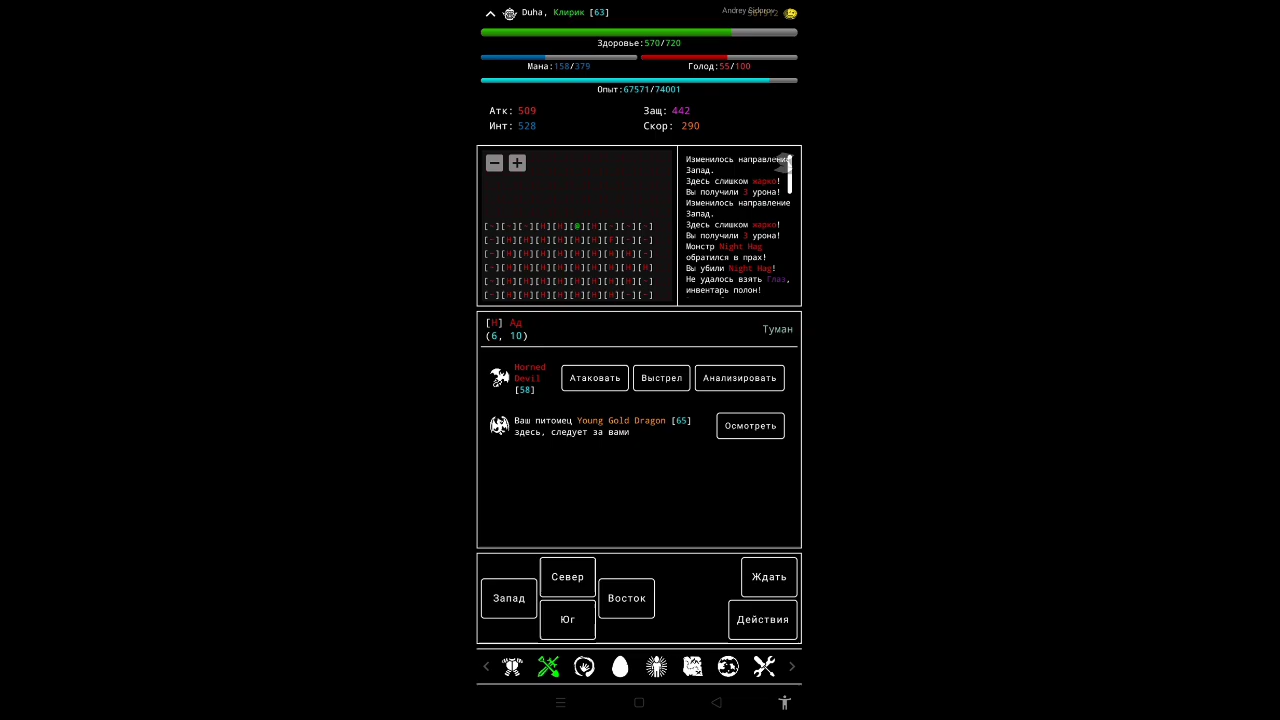 Duha, Клирик [63]
Andrey Sidorov
Здоровье:570/720
Мана:158/379
Голод:55/100
Опыт:67571/74001
Атк: 509
Защ: 442
Инт: 528
Скор: 290
− +
Изменилось направление
Запад.
Здесь слишком жарко!
Вы получили 3 урона!
Изменилось направление
Запад.
Здесь слишком жарко!
Вы получили 3 урона!
Монстр Night Hag
обратился в прах!
Вы убили Night Hag!
Не удалось взять Глаз,
инвентарь полон!
[H] Ад
(6, 10)
Туман
Horned
Devil
[58]
Атаковать
Выстрел
Анализировать
Ваш питомец Young Gold Dragon [65]
здесь, следует за вами
Осмотреть
Север
Ждать
Запад
Восток
Юг
Действия